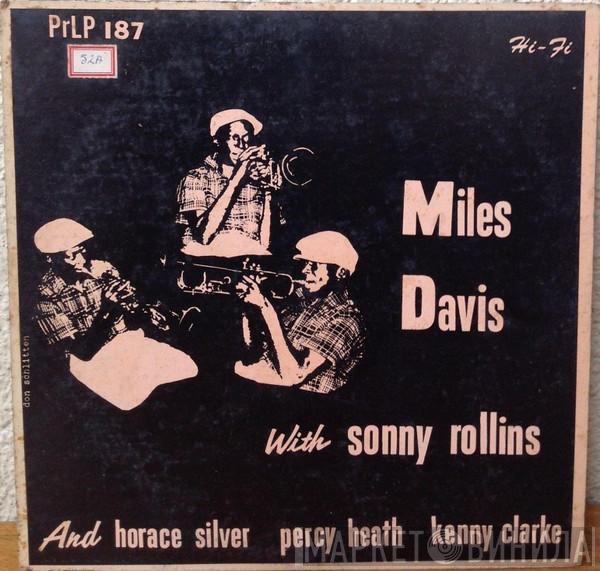 PrLP 187
52A
Hi-Fi
Miles
Davis
don schlitten
With sonny rollins
And horace silver percy heath kenny clarke
МАРКЕТ ВИНИЛА